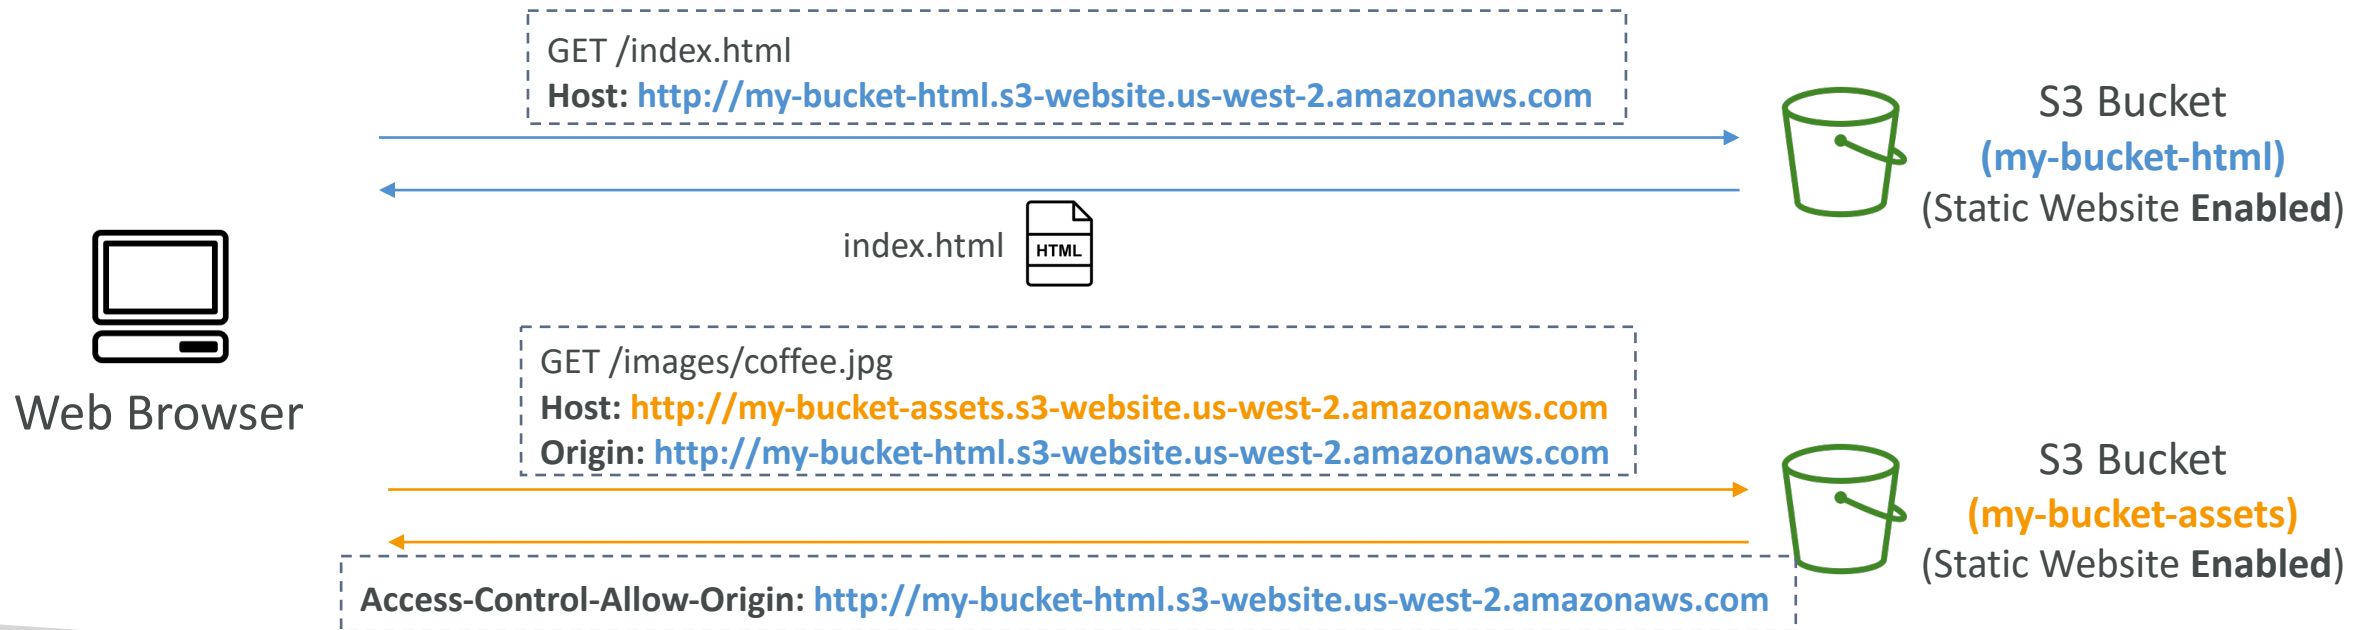 GET /index.html
Host: http://my-bucket-html.s3-website.us-west-2.amazonaws.com
S3 Bucket
(my-bucket-html)
(Static Website Enabled)
index.html
HTML
Web Browser
GET /images/coffee.jpg
Host: http://my-bucket-assets.s3-website.us-west-2.amazonaws.com
Origin: http://my-bucket-html.s3-website.us-west-2.amazonaws.com
S3 Bucket
(my-bucket-assets)
(Static Website Enabled)
Access-Control-Allow-Origin: http://my-bucket-html.s3-website.us-west-2.amazonaws.com